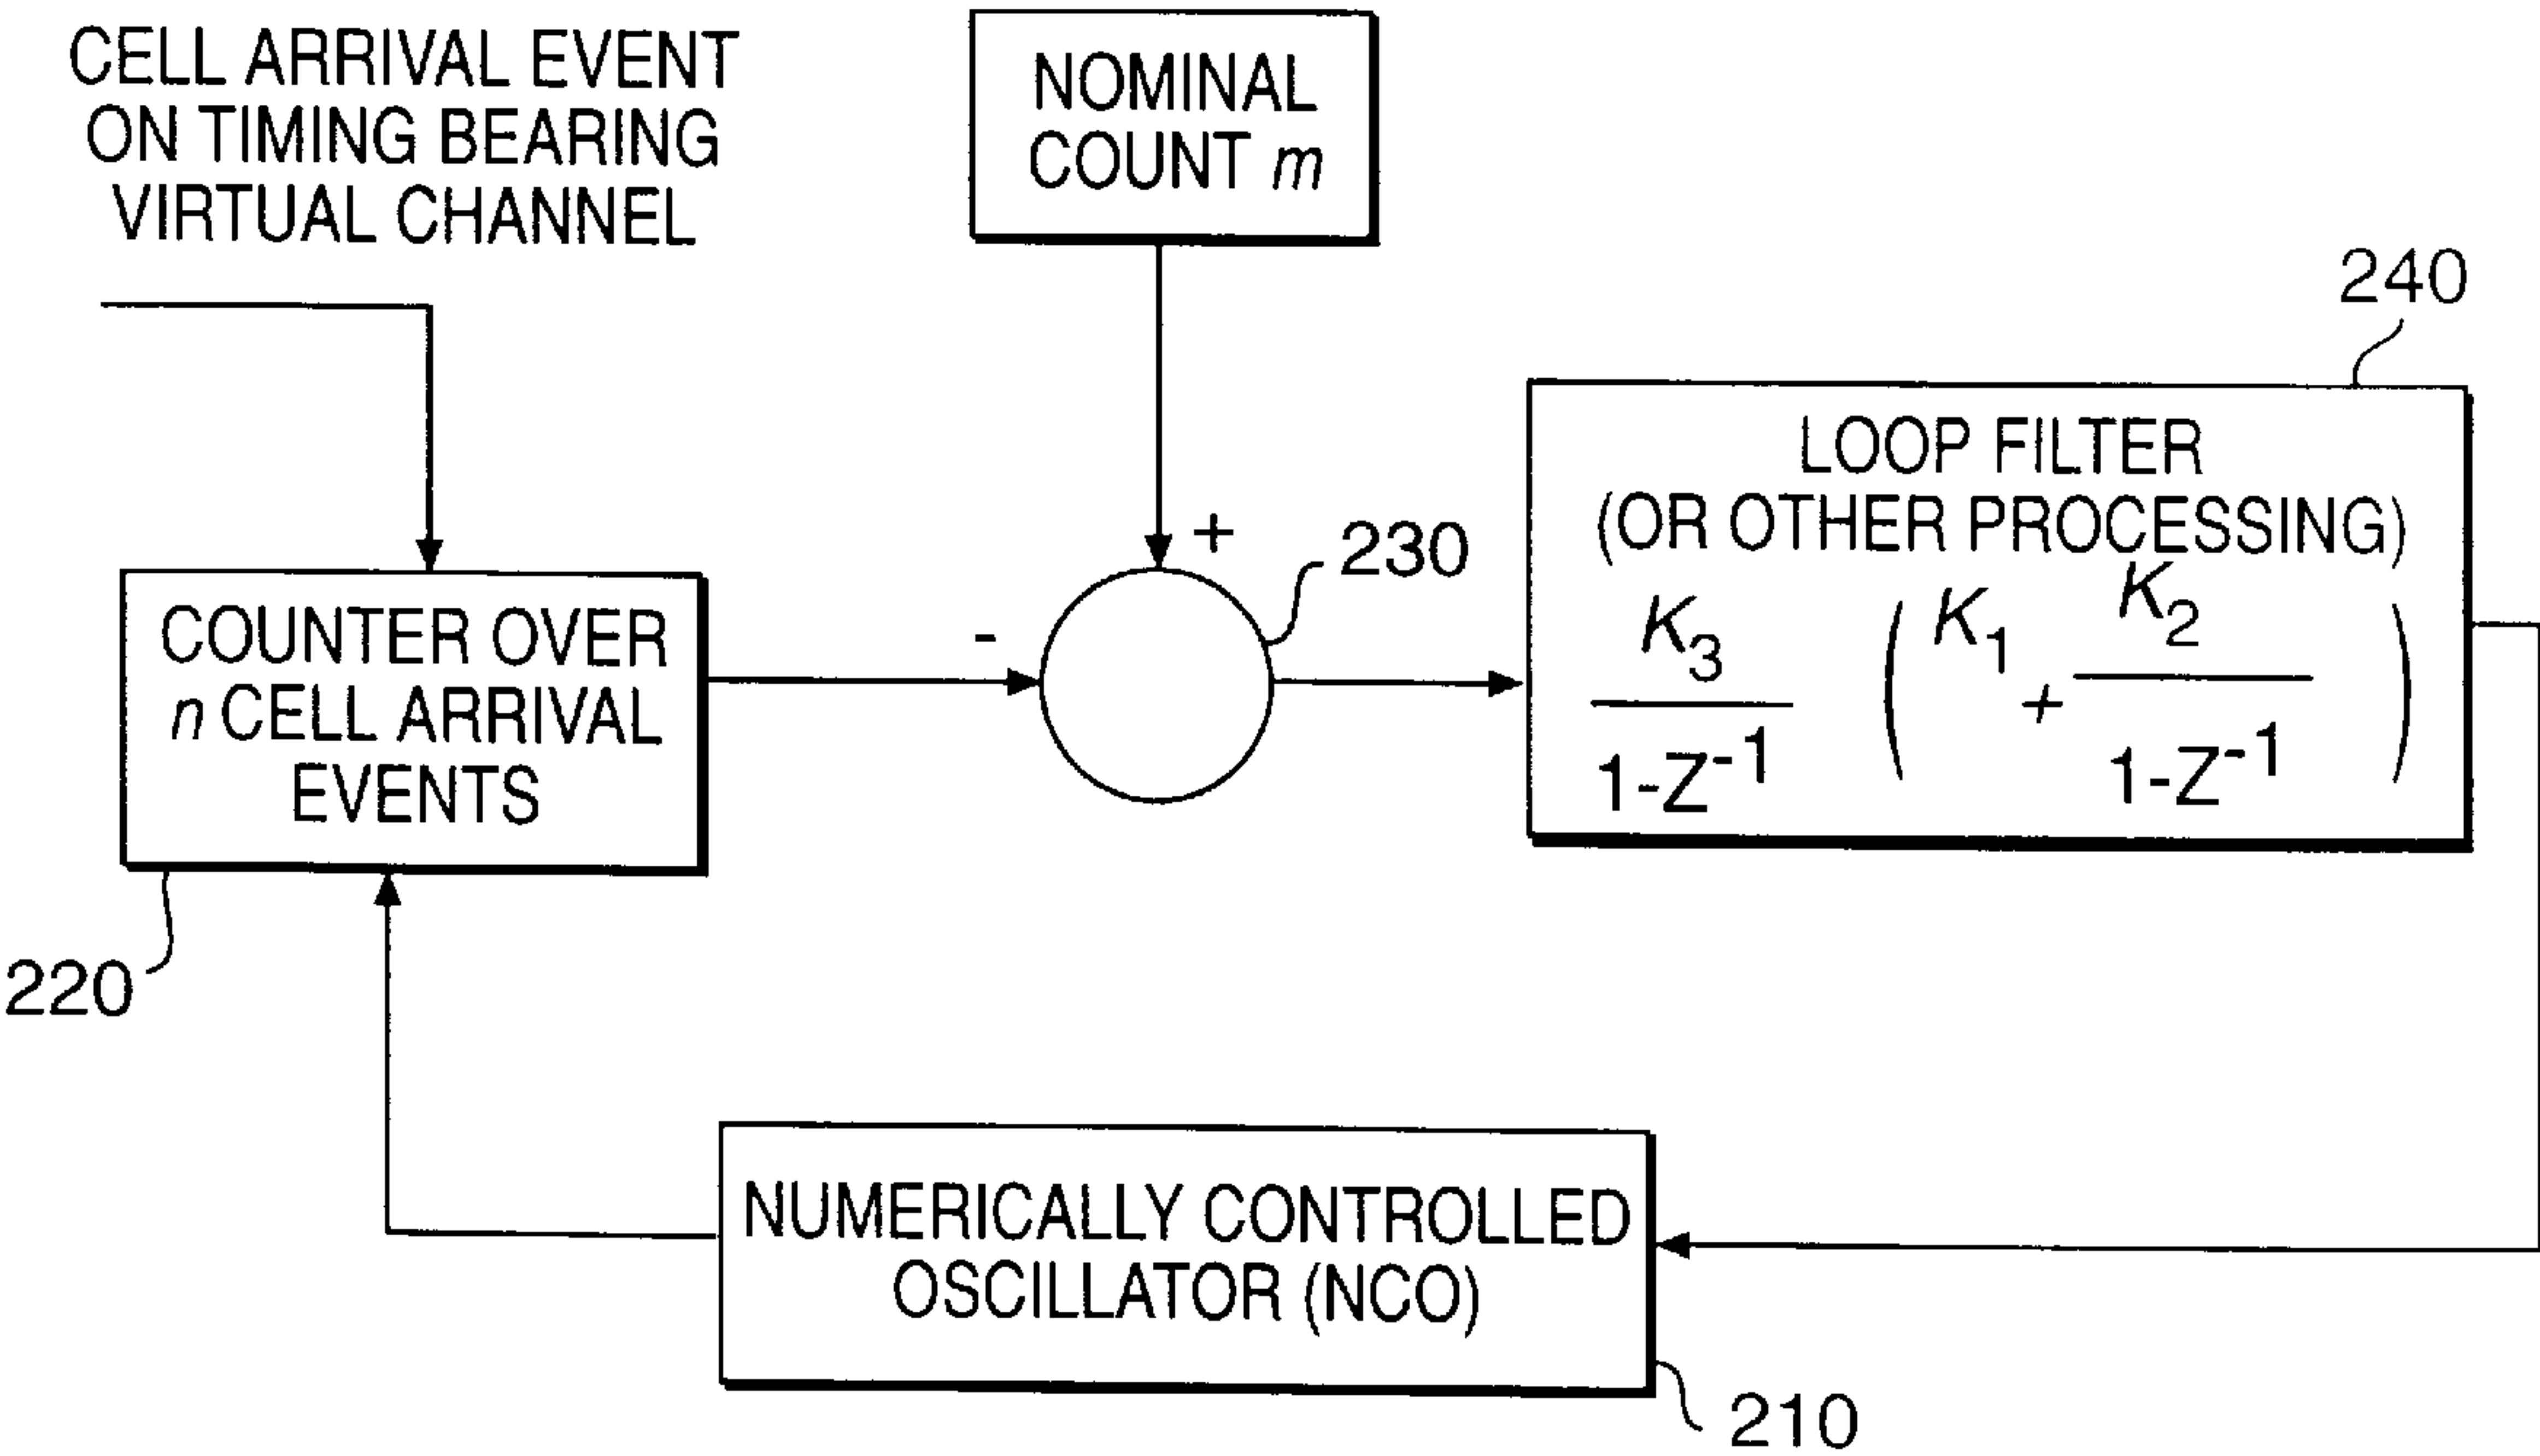 CELL ARRIVAL EVENT
ON TIMING BEARING
VIRTUAL CHANNEL
NOMINAL
COUNT m
240
LOOP FILTER
(OR OTHER PROCESSING)
K3 / 1-Z^-1 ( K1 + K2 / 1-Z^-1 )
+
230
-
COUNTER OVER
n CELL ARRIVAL
EVENTS
220
NUMERICALLY CONTROLLED
OSCILLATOR (NCO)
210